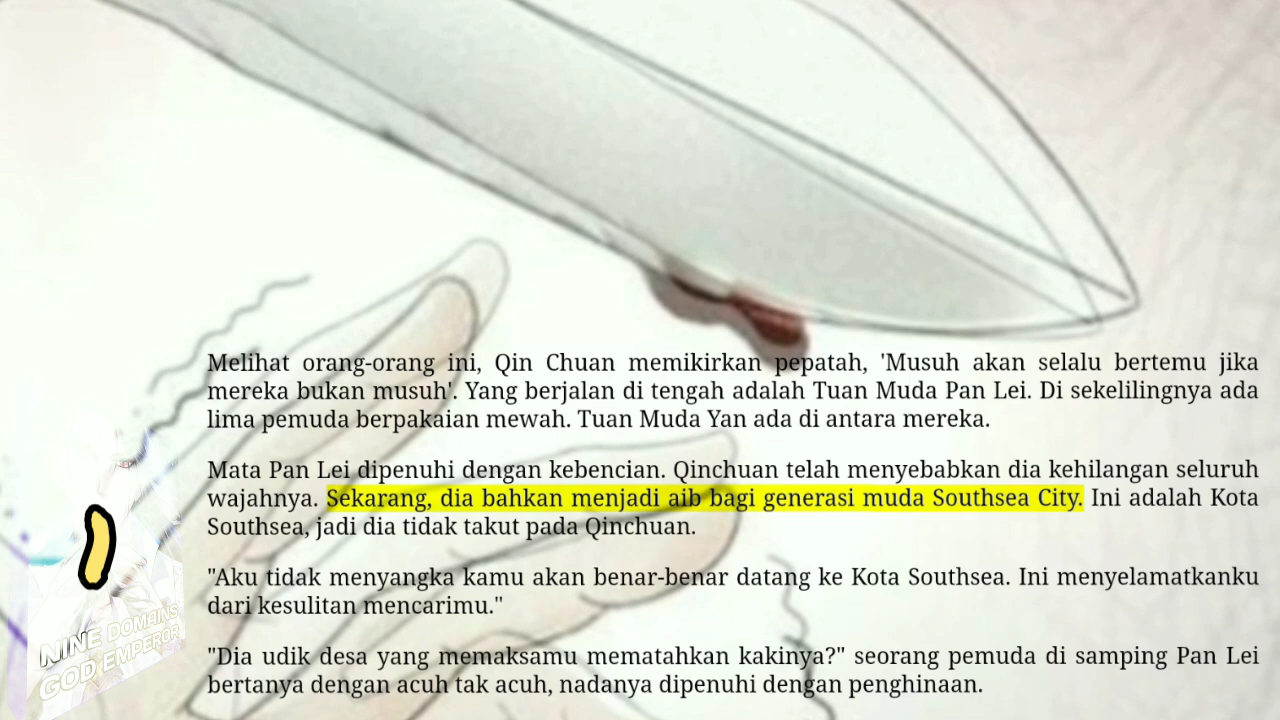 Melihat orang-orang ini, Qin Chuan memikirkan pepatah, 'Musuh akan selalu bertemu jika
mereka bukan musuh'. Yang berjalan di tengah adalah Tuan Muda Pan Lei. Di sekelilingnya ada
lima pemuda berpakaian mewah. Tuan Muda Yan ada di antara mereka.
Mata Pan Lei dipenuhi dengan kebencian. Qinchuan telah menyebabkan dia kehilangan seluruh
wajahnya. Sekarang, dia bahkan menjadi aib bagi generasi muda Southsea City. Ini adalah Kota
Southsea, jadi dia tidak takut pada Qinchuan.
"Aku tidak menyangka kamu akan benar-benar datang ke Kota Southsea. Ini menyelamatkanku
dari kesulitan mencarimu."
"Dia udik desa yang memaksamu mematahkan kakinya?" seorang pemuda di samping Pan Lei
bertanya dengan acuh tak acuh, nadanya dipenuhi dengan penghinaan.
NINE DOMAINS
GOD EMPEROR